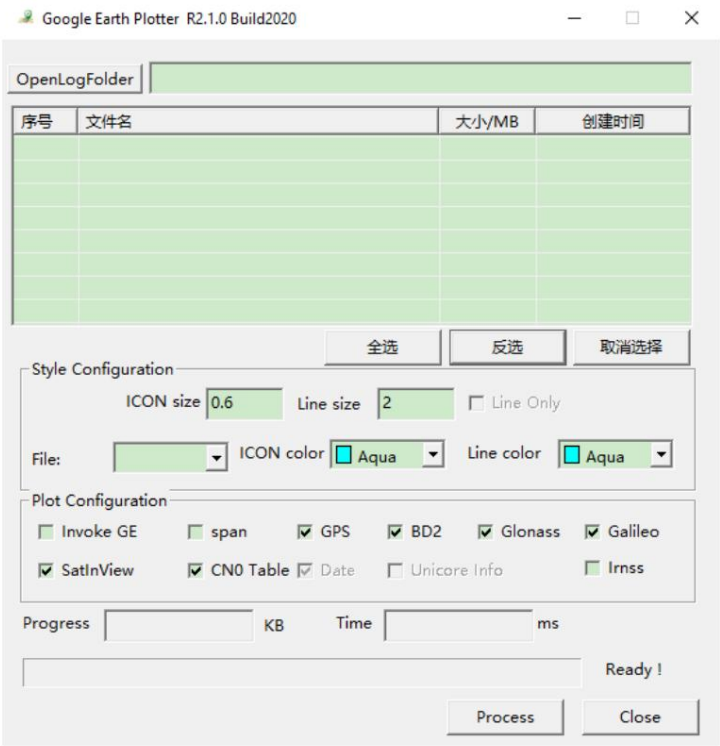 Google Earth Plotter R2.1.0 Build2020
OpenLogFolder
序号 文件名 大小/MB 创建时间
全选 反选 取消选择
Style Configuration
ICON size 0.6 Line size 2 Line Only
File: ICON color Aqua Line color Aqua
Plot Configuration
Invoke GE span GPS BD2 Glonass Galileo
SatInView CN0 Table Date Unicore Info Irnss
Progress KB Time ms
Ready !
Process Close